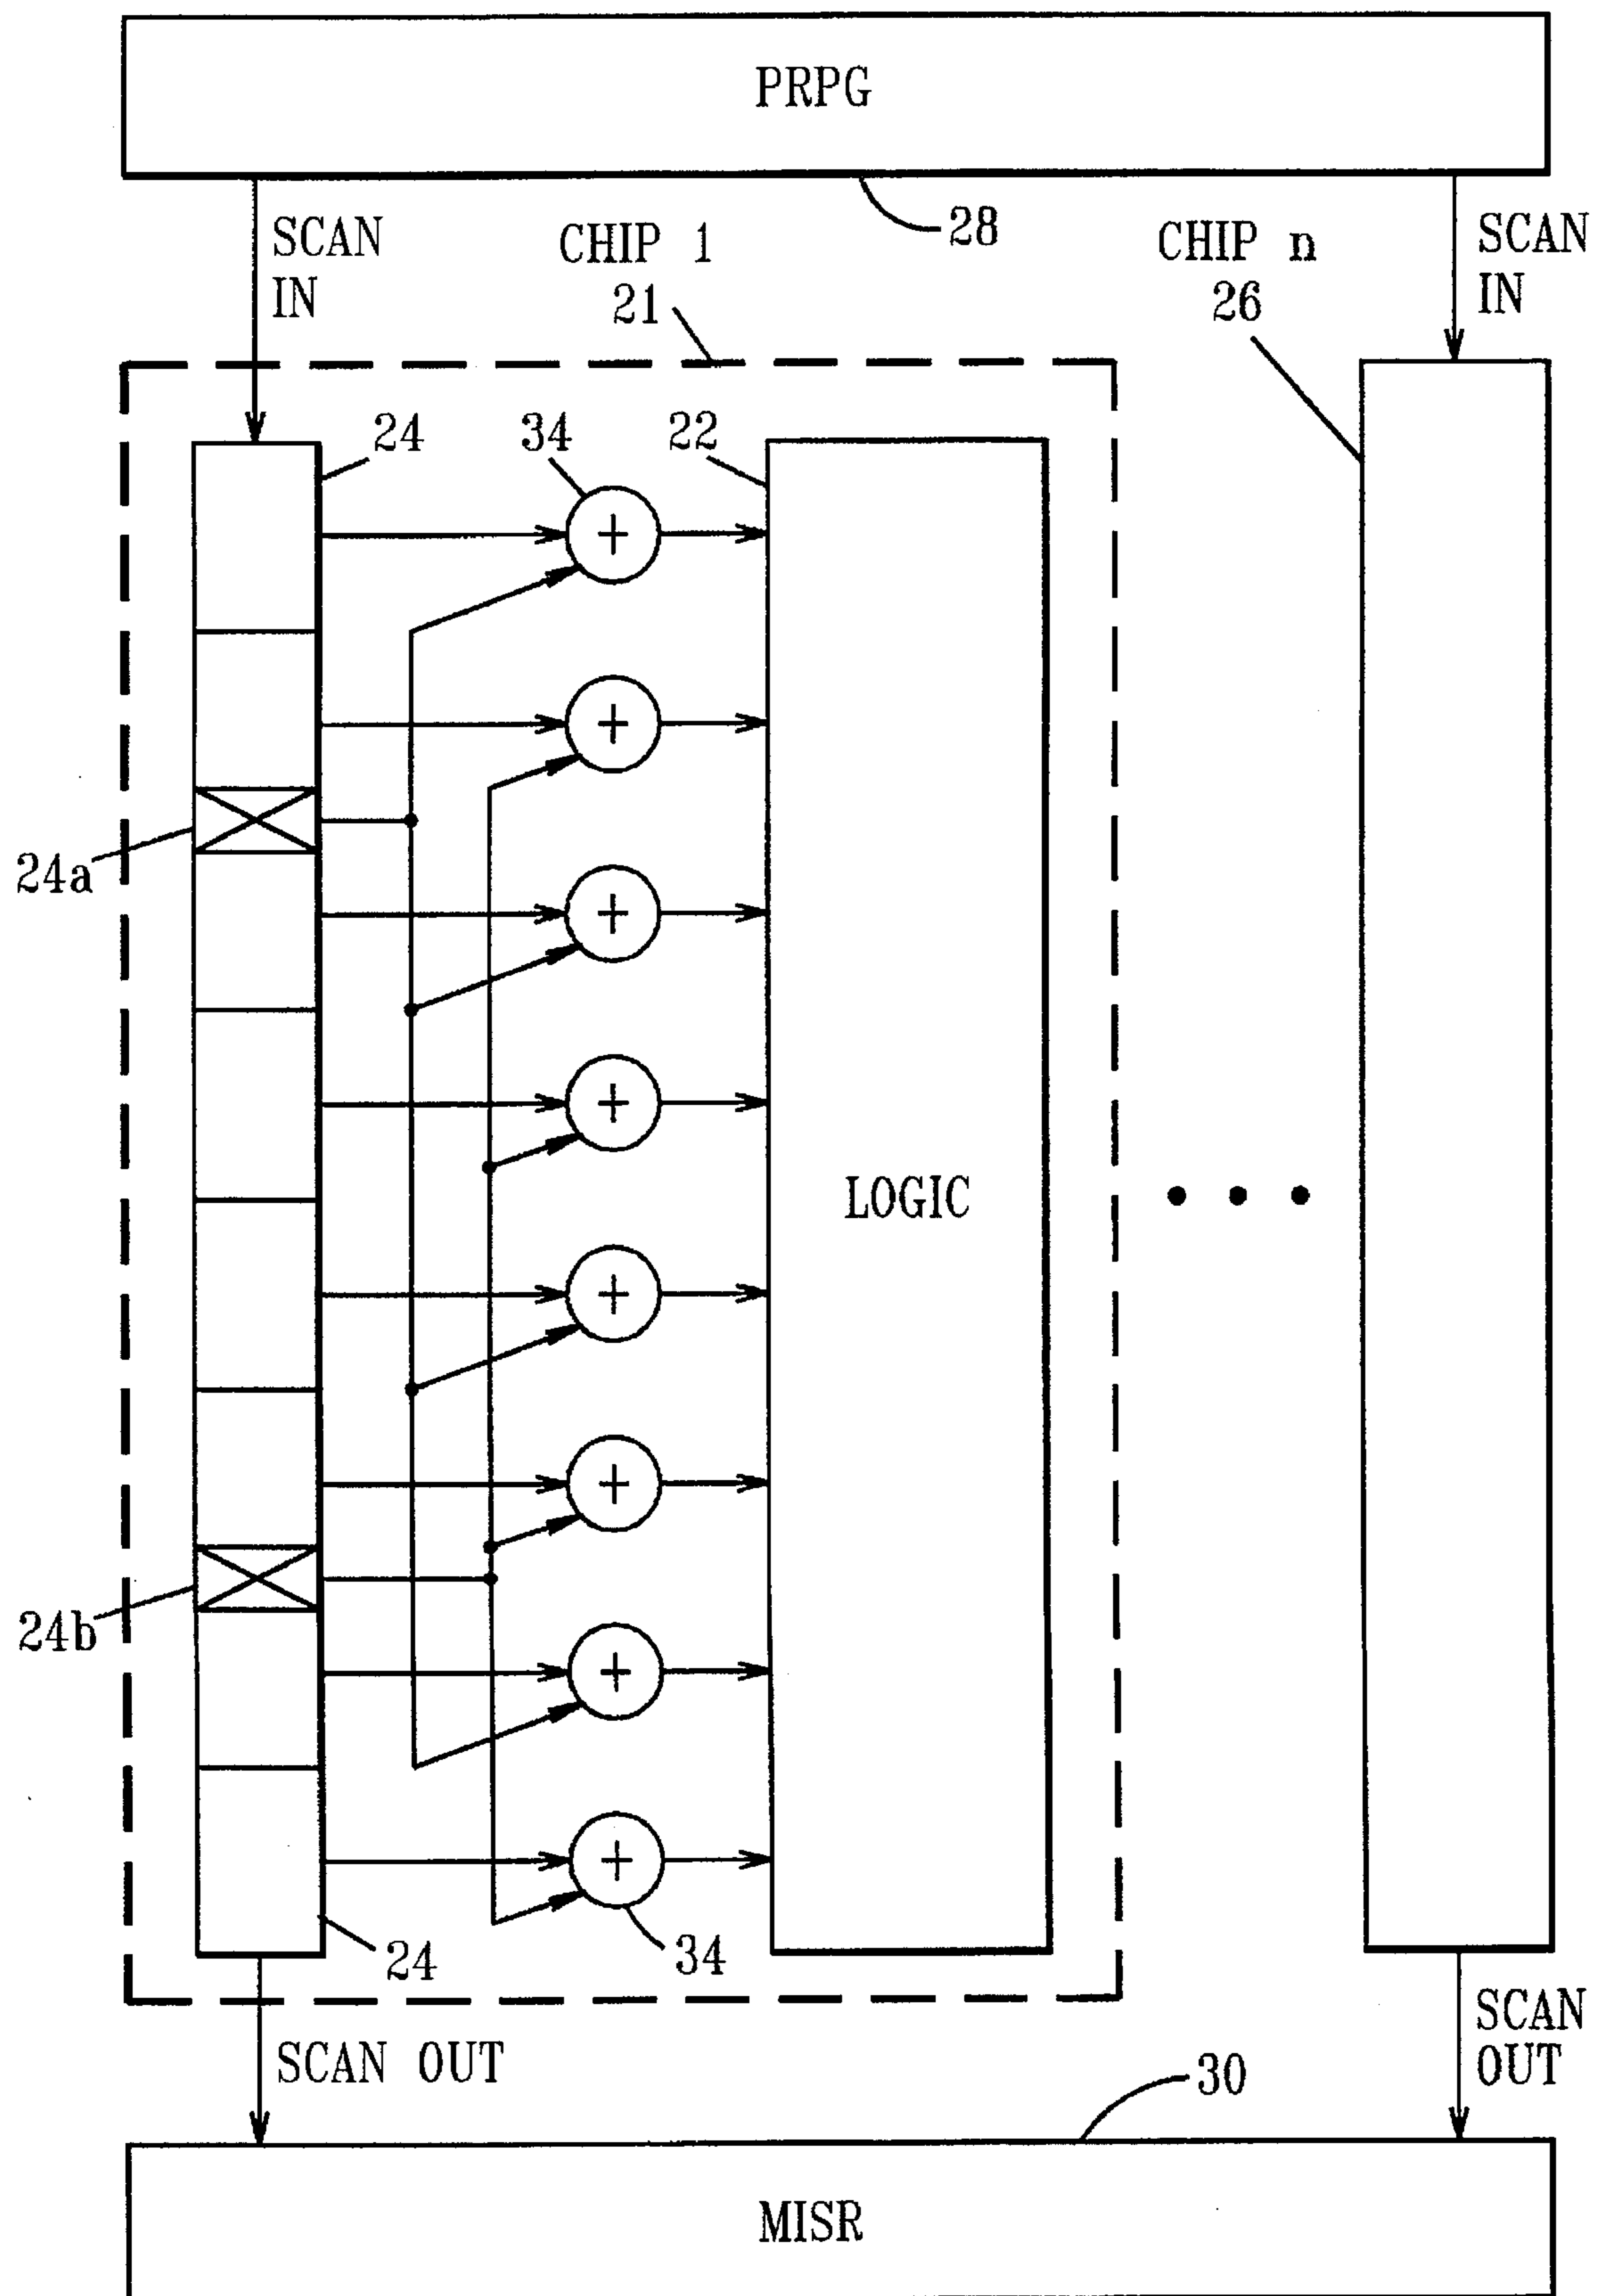 PRPG
28
SCAN
IN
CHIP 1
21
CHIP n
26
SCAN
IN
24
34
22
+
+
24a
+
+
LOGIC
+
+
24b
+
+
24
34
SCAN OUT
SCAN
OUT
30
MISR